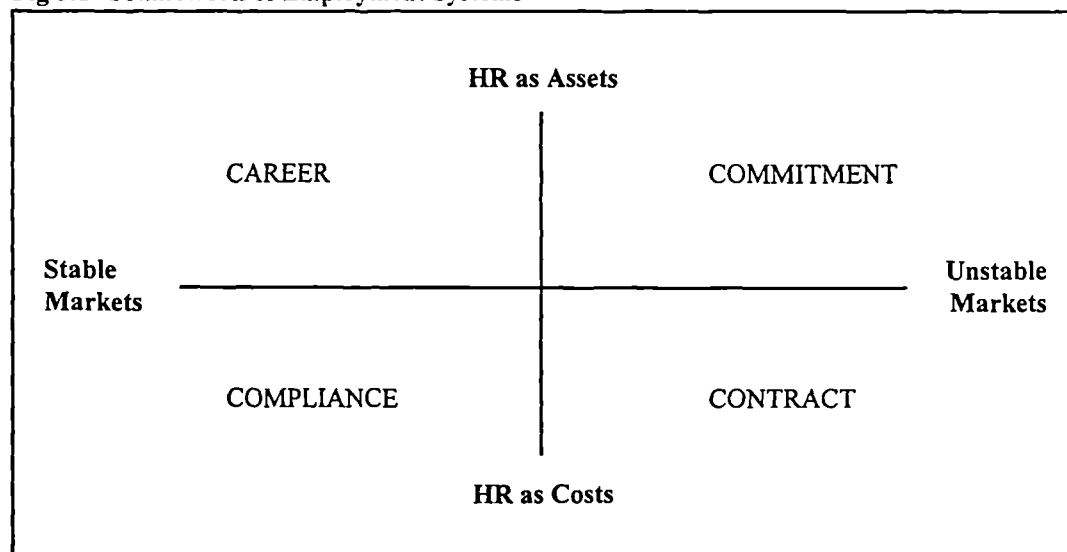 HR as Assets
CAREER COMMITMENT
Stable Unstable
Markets Markets
COMPLIANCE CONTRACT
HR as Costs